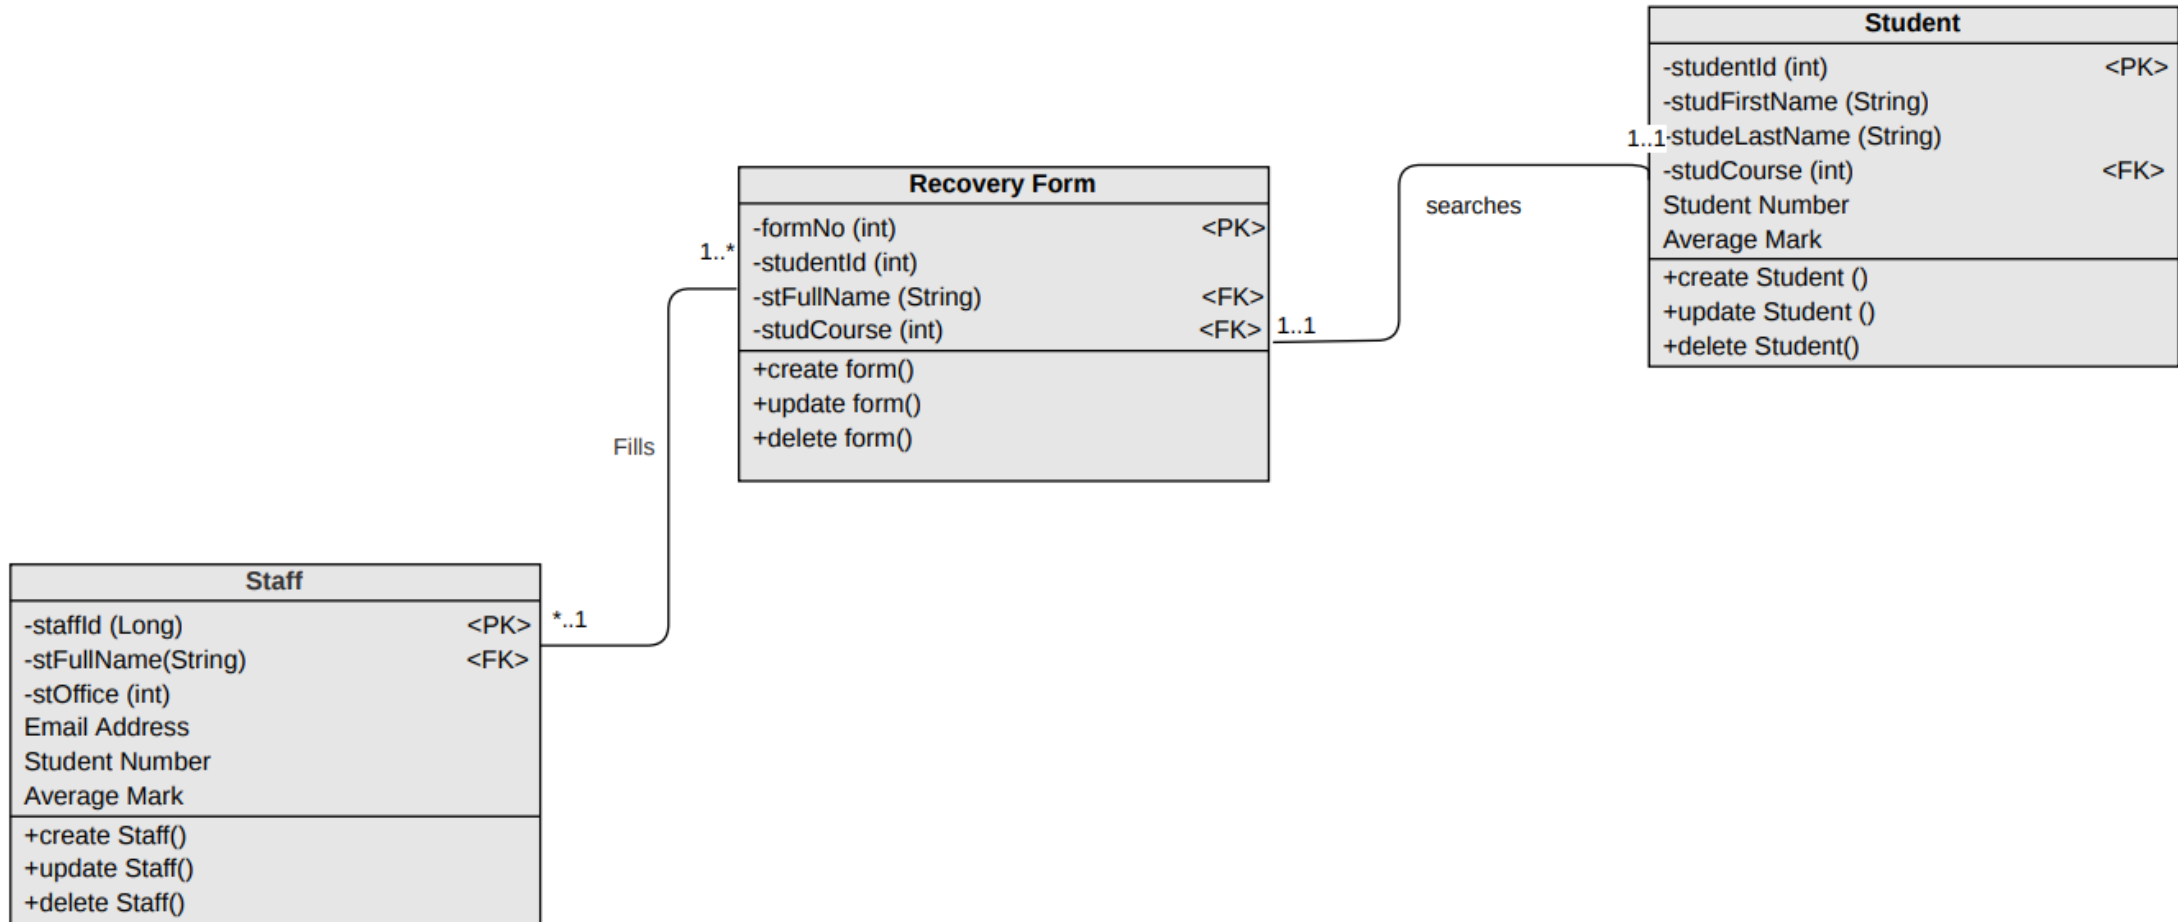 Student
-studentId (int) <PK>
-studFirstName (String)
1..1 -studeLastName (String)
-studCourse (int) <FK>
Student Number
Average Mark
+create Student ()
+update Student ()
+delete Student()
searches
Recovery Form
-formNo (int) <PK>
-studentId (int)
-stFullName (String) <FK>
-studCourse (int) <FK>
+create form()
+update form()
+delete form()
1..*
1..1
Fills
Staff
-staffId (Long) <PK>
-stFullName(String) <FK>
-stOffice (int)
Email Address
Student Number
Average Mark
+create Staff()
+update Staff()
+delete Staff()
*..1